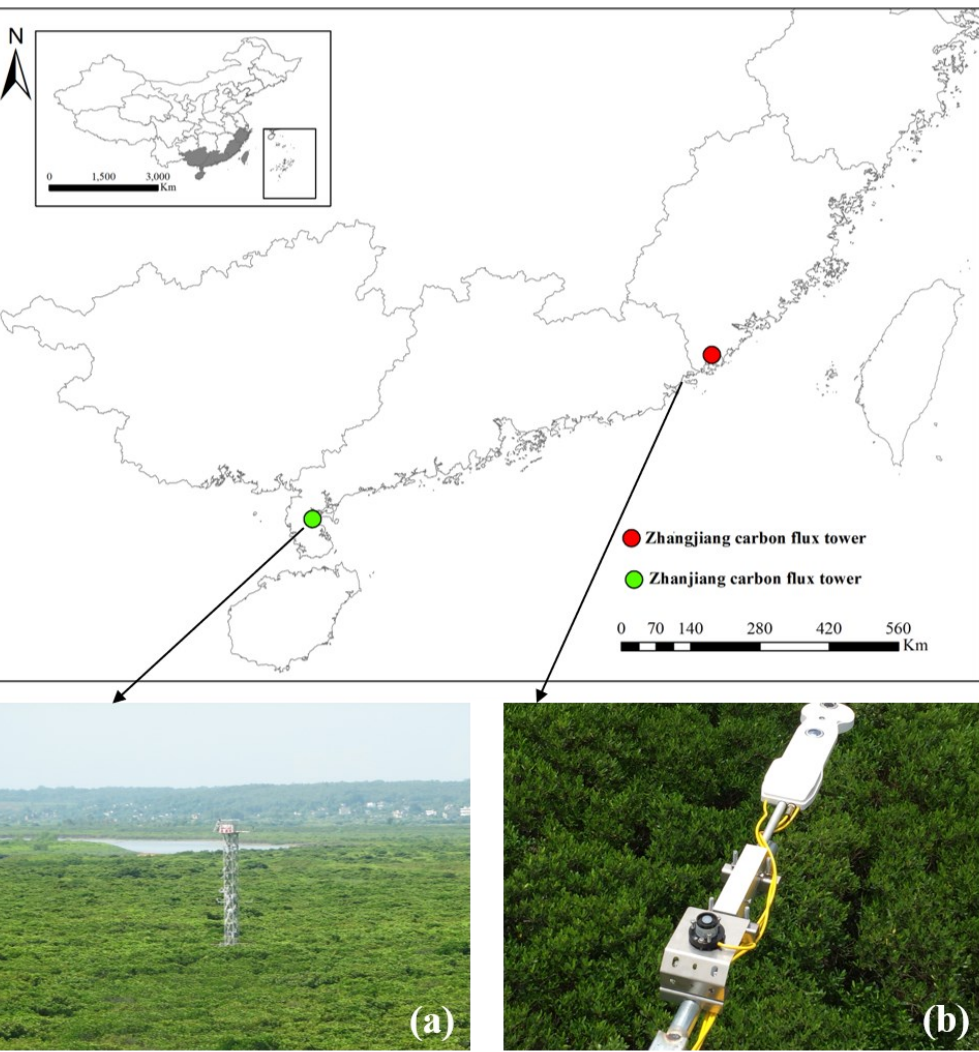 N
0 1,500 3,000
Km
Zhangjiang carbon flux tower
Zhanjiang carbon flux tower
0 70 140 280 420 560
Km
(a)
(b)